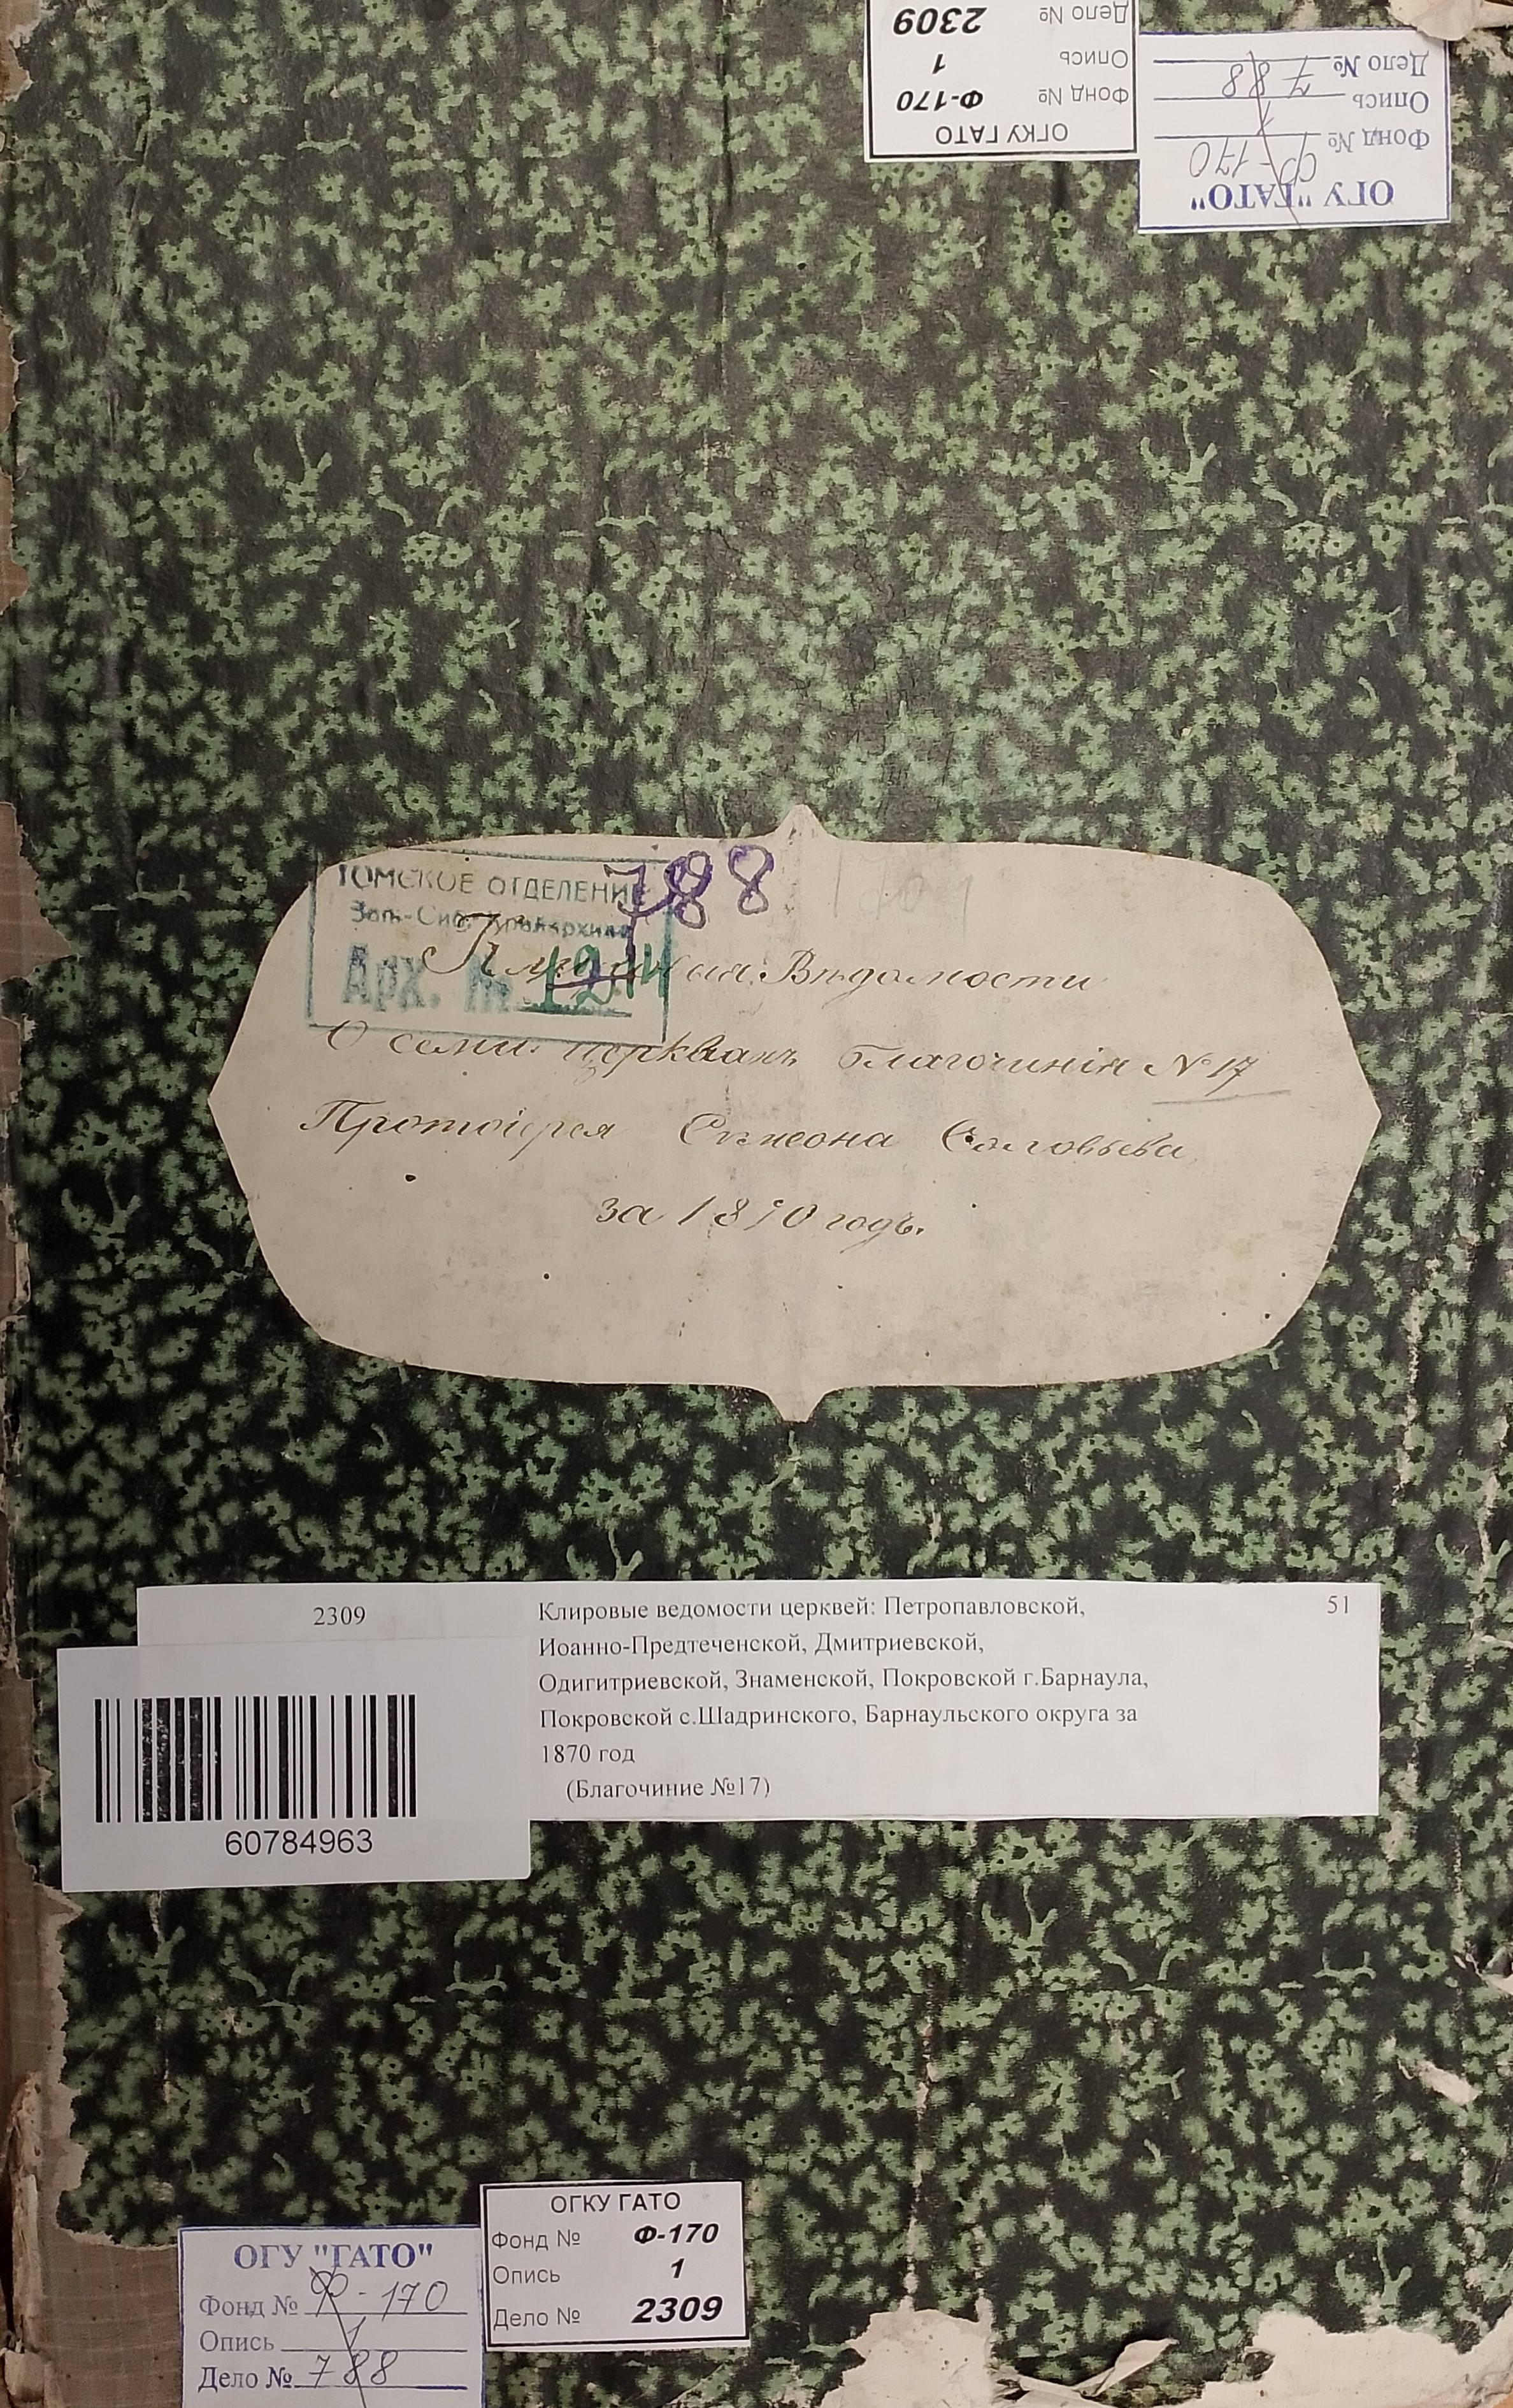 Дело № 2309
Опись 1
Фонд № Ф-170
ОГКУ ГАТО
Дело № 788
Опись 1
Фонд № Ф-170
ОГУ "ГАТО"
788
ТОМСКОЕ ОТДЕЛЕНИЕ
Арх. № 1214
Ведомости
О семи церквахъ Благочинія № 17
Протоіерея Симеона Соловьева
за 1870 годъ.
2309
Клировые ведомости церквей: Петропавловской,
51
Иоанно-Предтеченской, Дмитриевской,
Одигитриевской, Знаменской, Покровской г.Барнаула,
Покровской с.Шадринского, Барнаульского округа за
1870 год
(Благочиние №17)
60784963
ОГКУ ГАТО
Фонд № Ф-170
Опись 1
Дело № 2309
ОГУ "ГАТО"
Фонд № Ф-170
Опись 1
Дело № 788